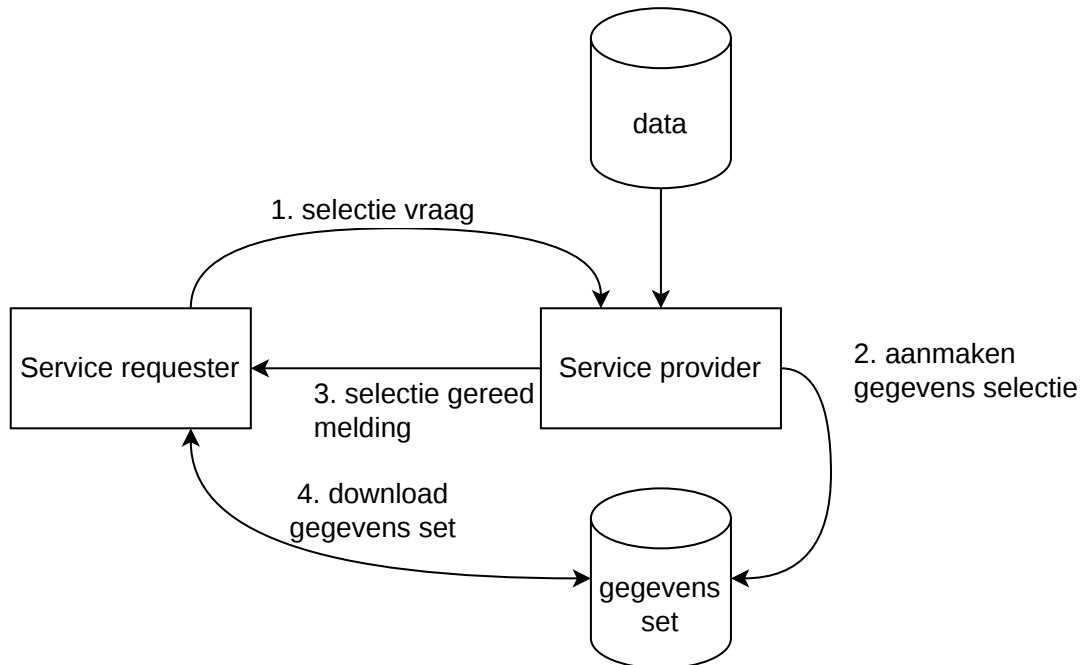 data
1. selectie vraag
Service requester
Service provider
2. aanmaken
gegevens selectie
3. selectie gereed
melding
4. download
gegevens set
gegevens
set